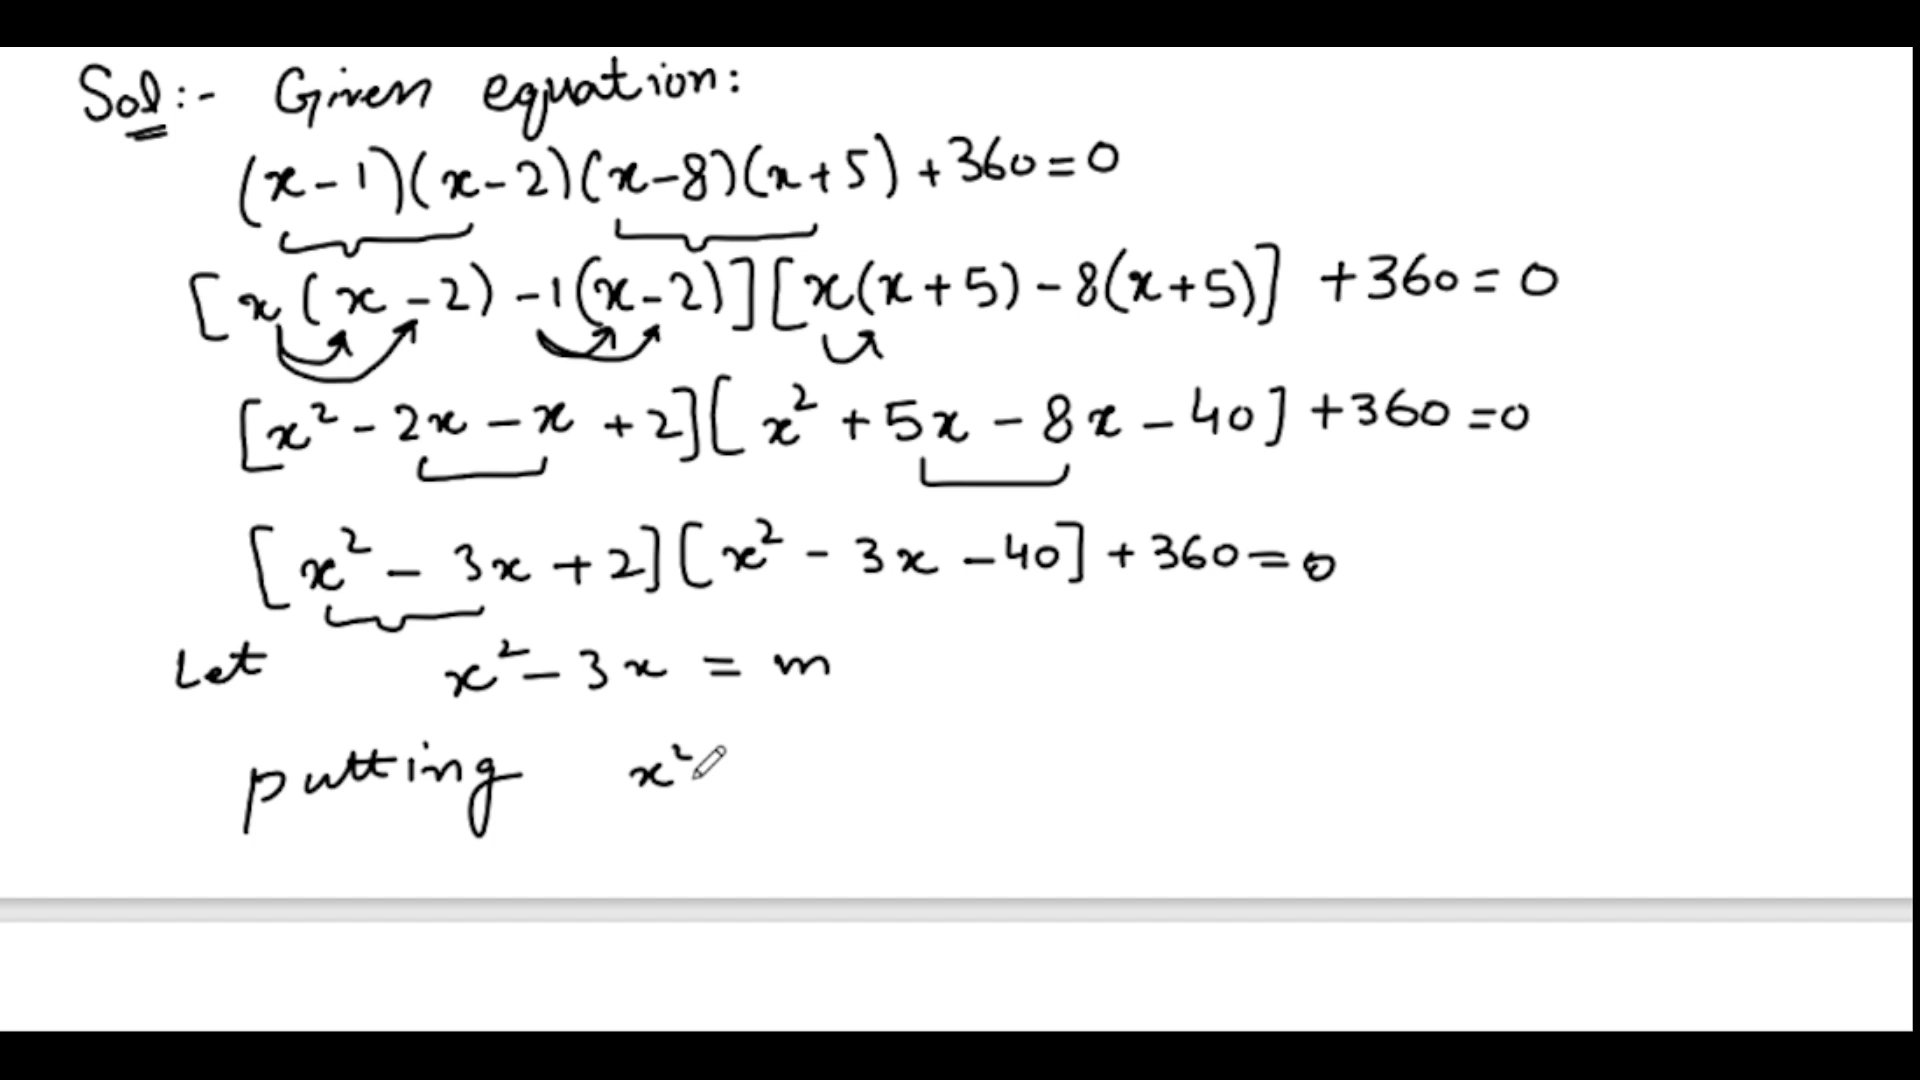 Sol:- Given equation:
(x-1)(x-2)(x-8)(x+5)+360=0
[x(x-2)-1(x-2)][x(x+5)-8(x+5)] +360=0
[x²-2x-x+2][x²+5x-8x-40]+360=0
[x²-3x+2][x²-3x-40]+360=0
Let x²-3x=m
putting x²